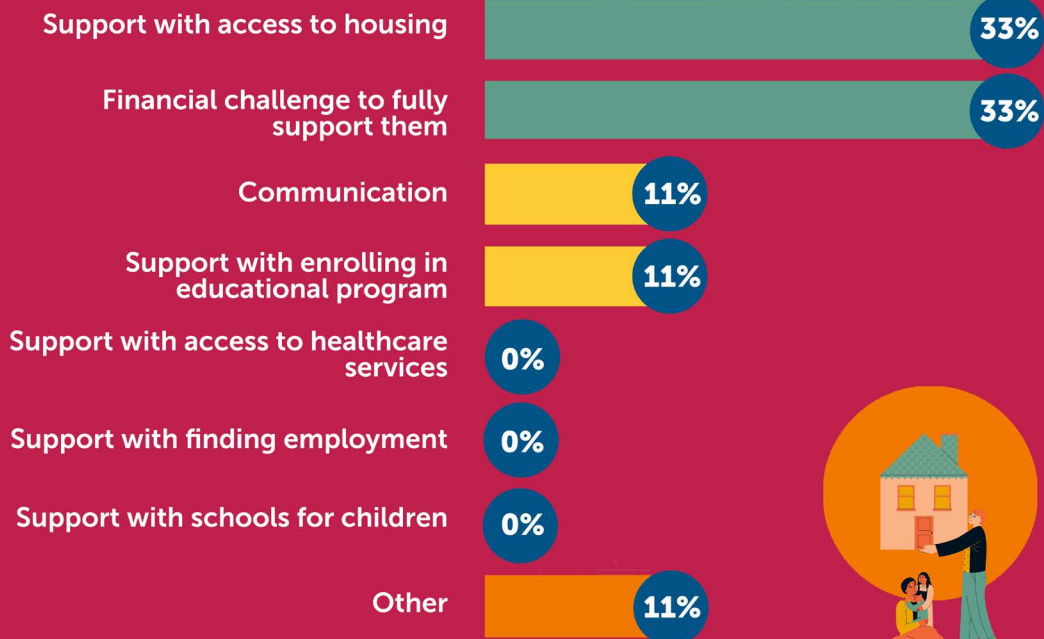 Support with access to housing 33%
Financial challenge to fully
support them 33%
Communication 11%
Support with enrolling in
educational program 11%
Support with access to healthcare
services 0%
Support with finding employment 0%
Support with schools for children 0%
Other 11%